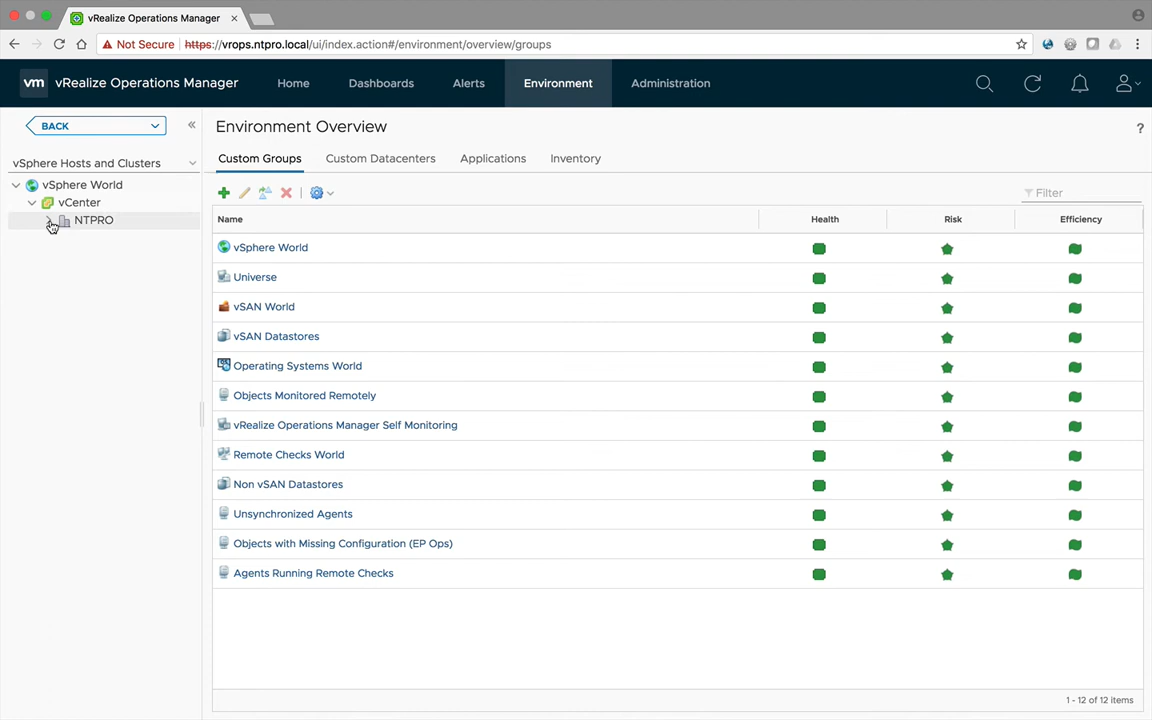 vRealize Operations Manager
Not Secure https://vrops.ntpro.local/ui/index.action#/environment/overview/groups
vm vRealize Operations Manager Home Dashboards Alerts Environment Administration
BACK
vSphere Hosts and Clusters
vSphere World
vCenter
NTPRO
Environment Overview
?
Custom Groups Custom Datacenters Applications Inventory
Filter
Name Health Risk Efficiency
vSphere World
Universe
vSAN World
vSAN Datastores
Operating Systems World
Objects Monitored Remotely
vRealize Operations Manager Self Monitoring
Remote Checks World
Non vSAN Datastores
Unsynchronized Agents
Objects with Missing Configuration (EP Ops)
Agents Running Remote Checks
1 - 12 of 12 items